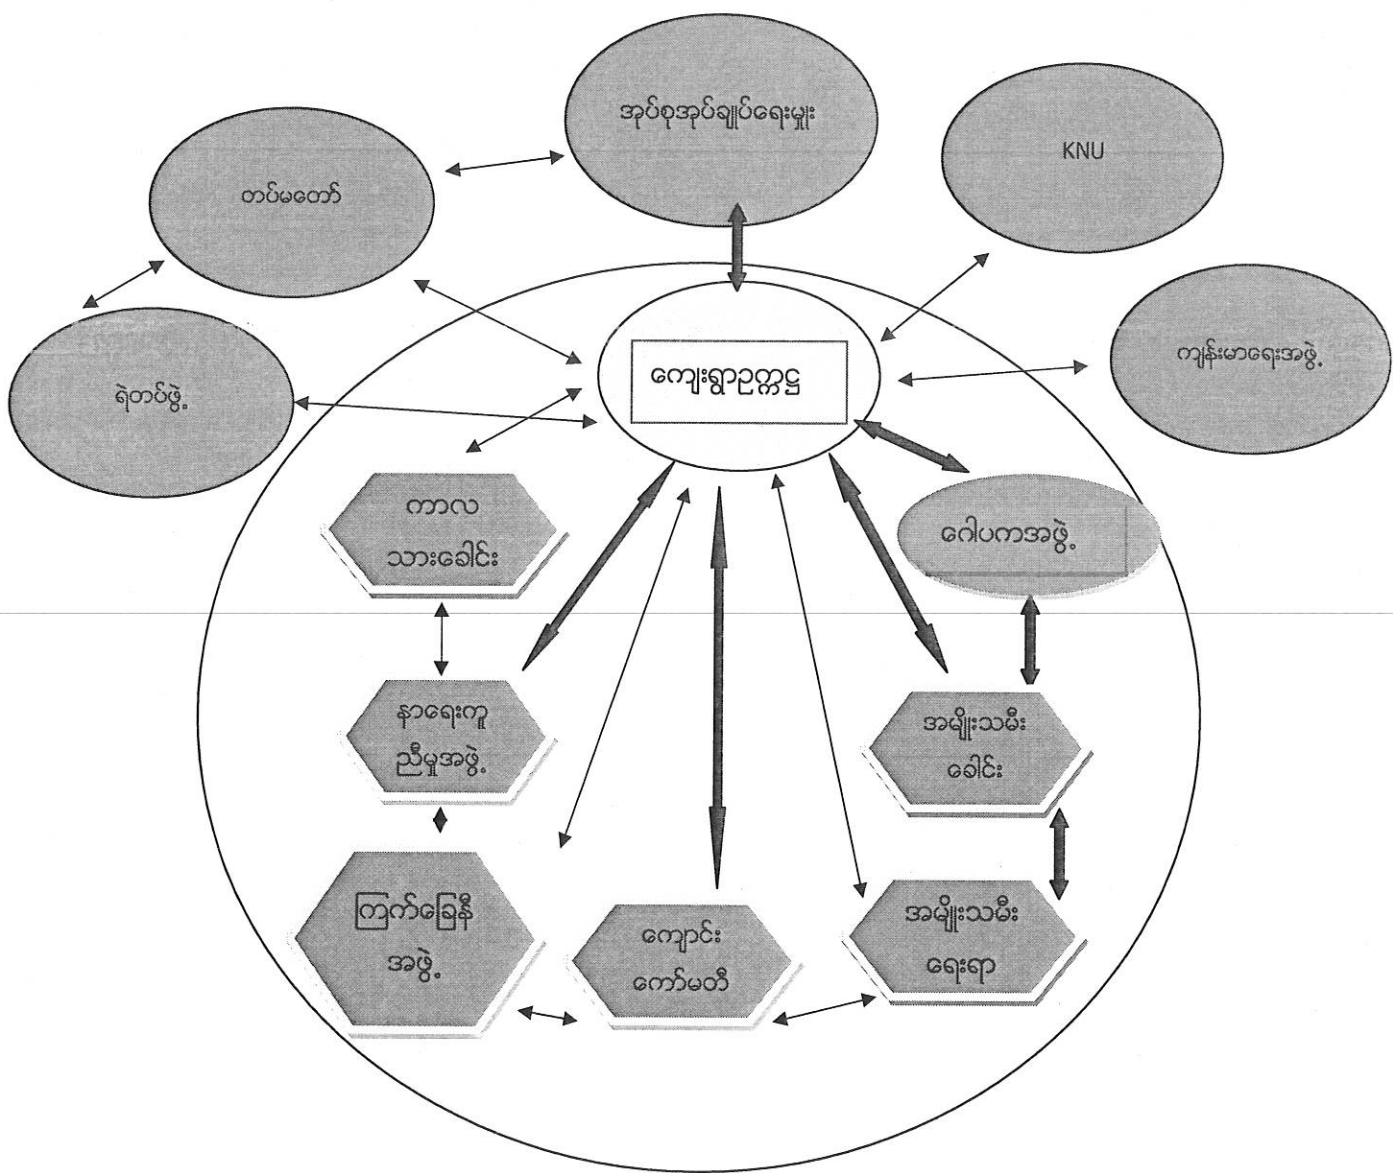 အုပ်စုအုပ်ချုပ်ရေးမှူး
KNU
တပ်မတော်
ကျန်းမာရေးအဖွဲ့
ရဲတပ်ဖွဲ့
ကျေးရွာဥက္ကဋ္ဌ
ကာလ
သားခေါင်း
ဂေါပကအဖွဲ့
နာရေးကူ
ညီမှုအဖွဲ့
အမျိုးသမီး
ခေါင်း
ကြက်ခြေနီ
အဖွဲ့
ကျောင်း
ကော်မတီ
အမျိုးသမီး
ရေးရာ